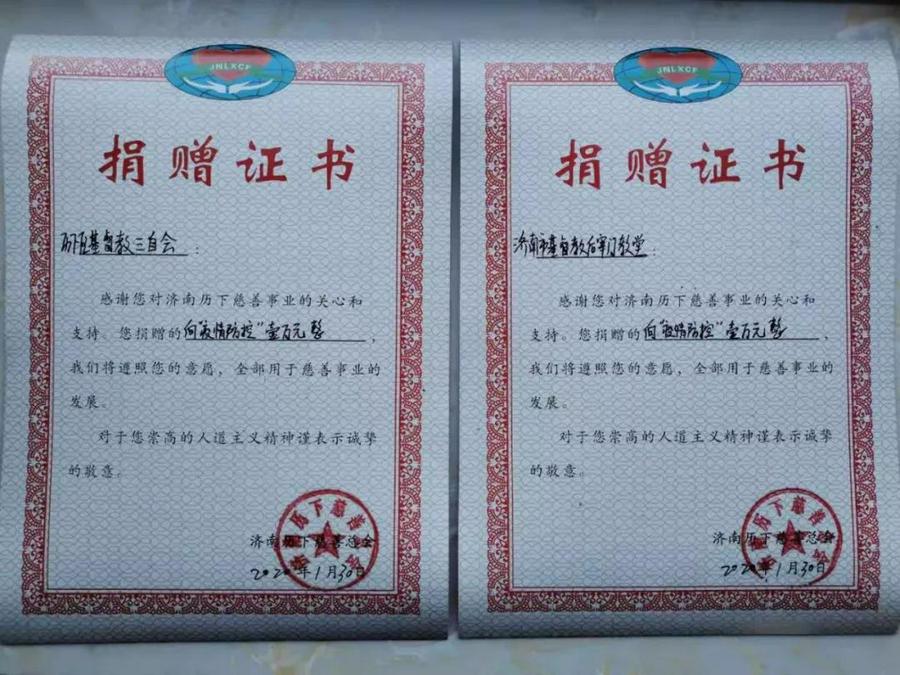 JNLXCF
捐赠证书
历下区基督教三自会：
感谢您对济南历下慈善事业的关心和
支持。您捐赠的向"疫情防控"壹万元整，
我们将遵照您的意愿，全部用于慈善事业的
发展。
对于您崇高的人道主义精神谨表示诚挚
的敬意。
济南历下慈善总会
2020年1月30日
JNLXCF
捐赠证书
济南市基督教后宰门教堂：
感谢您对济南历下慈善事业的关心和
支持。您捐赠的向"疫情防控"壹万元整，
我们将遵照您的意愿，全部用于慈善事业的
发展。
对于您崇高的人道主义精神谨表示诚挚
的敬意。
济南历下慈善总会
2020年1月30日